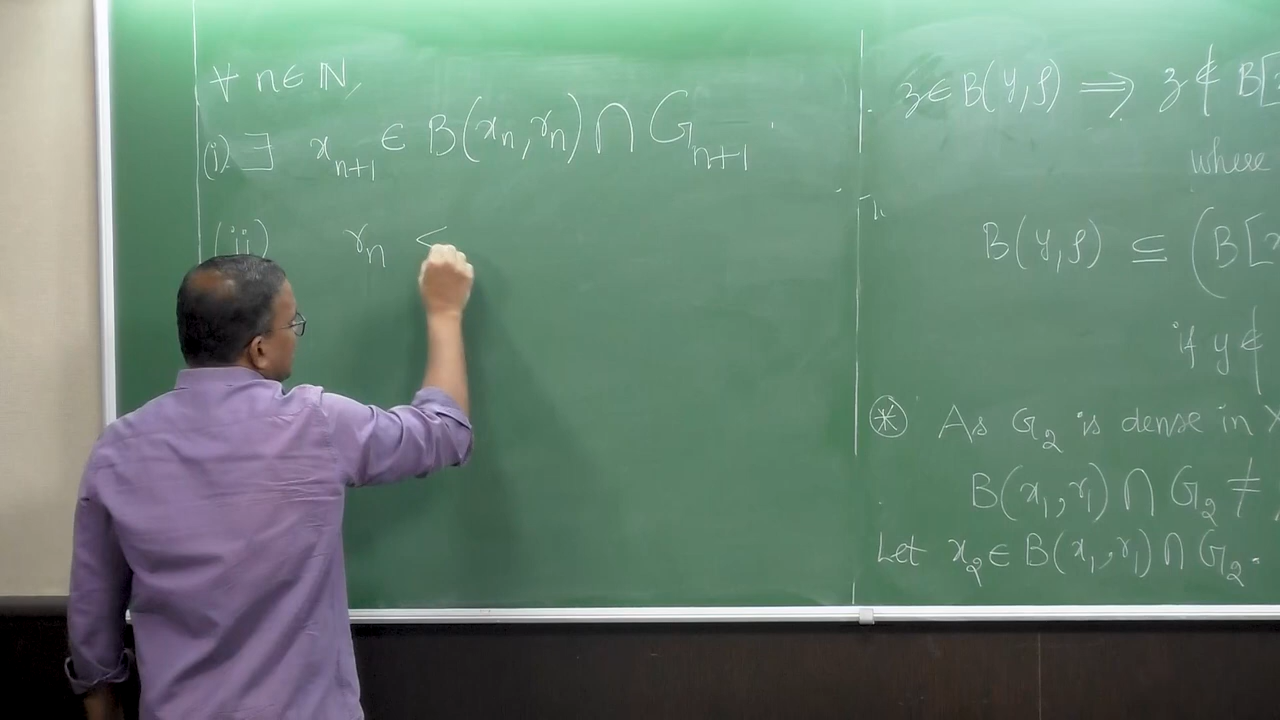 ∀ n ∈ ℕ,
(i) ∃ x_{n+1} ∈ B(x_n, r_n) ∩ G_{n+1}
(ii) r_n <
z ∈ B(y, ρ) ⟹ z ∉ B[
where
B(y, ρ) ⊆ (B[
if y ∉
⊛ As G_2 is dense in X
B(x_1, r_1) ∩ G_2 ≠
Let x_2 ∈ B(x_1, r_1) ∩ G_2.